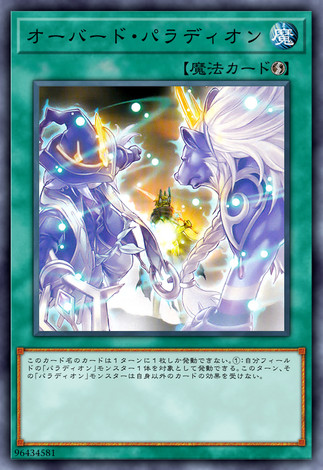 オーバード・パラディオン
魔
【魔法カード】
このカード名のカードは1ターンに1枚しか発動できない。①:自分フィール
ドの「パラディオン」モンスター1体を対象として発動できる。このターン、そ
の「パラディオン」モンスターは自身以外のカードの効果を受けない。
96434581